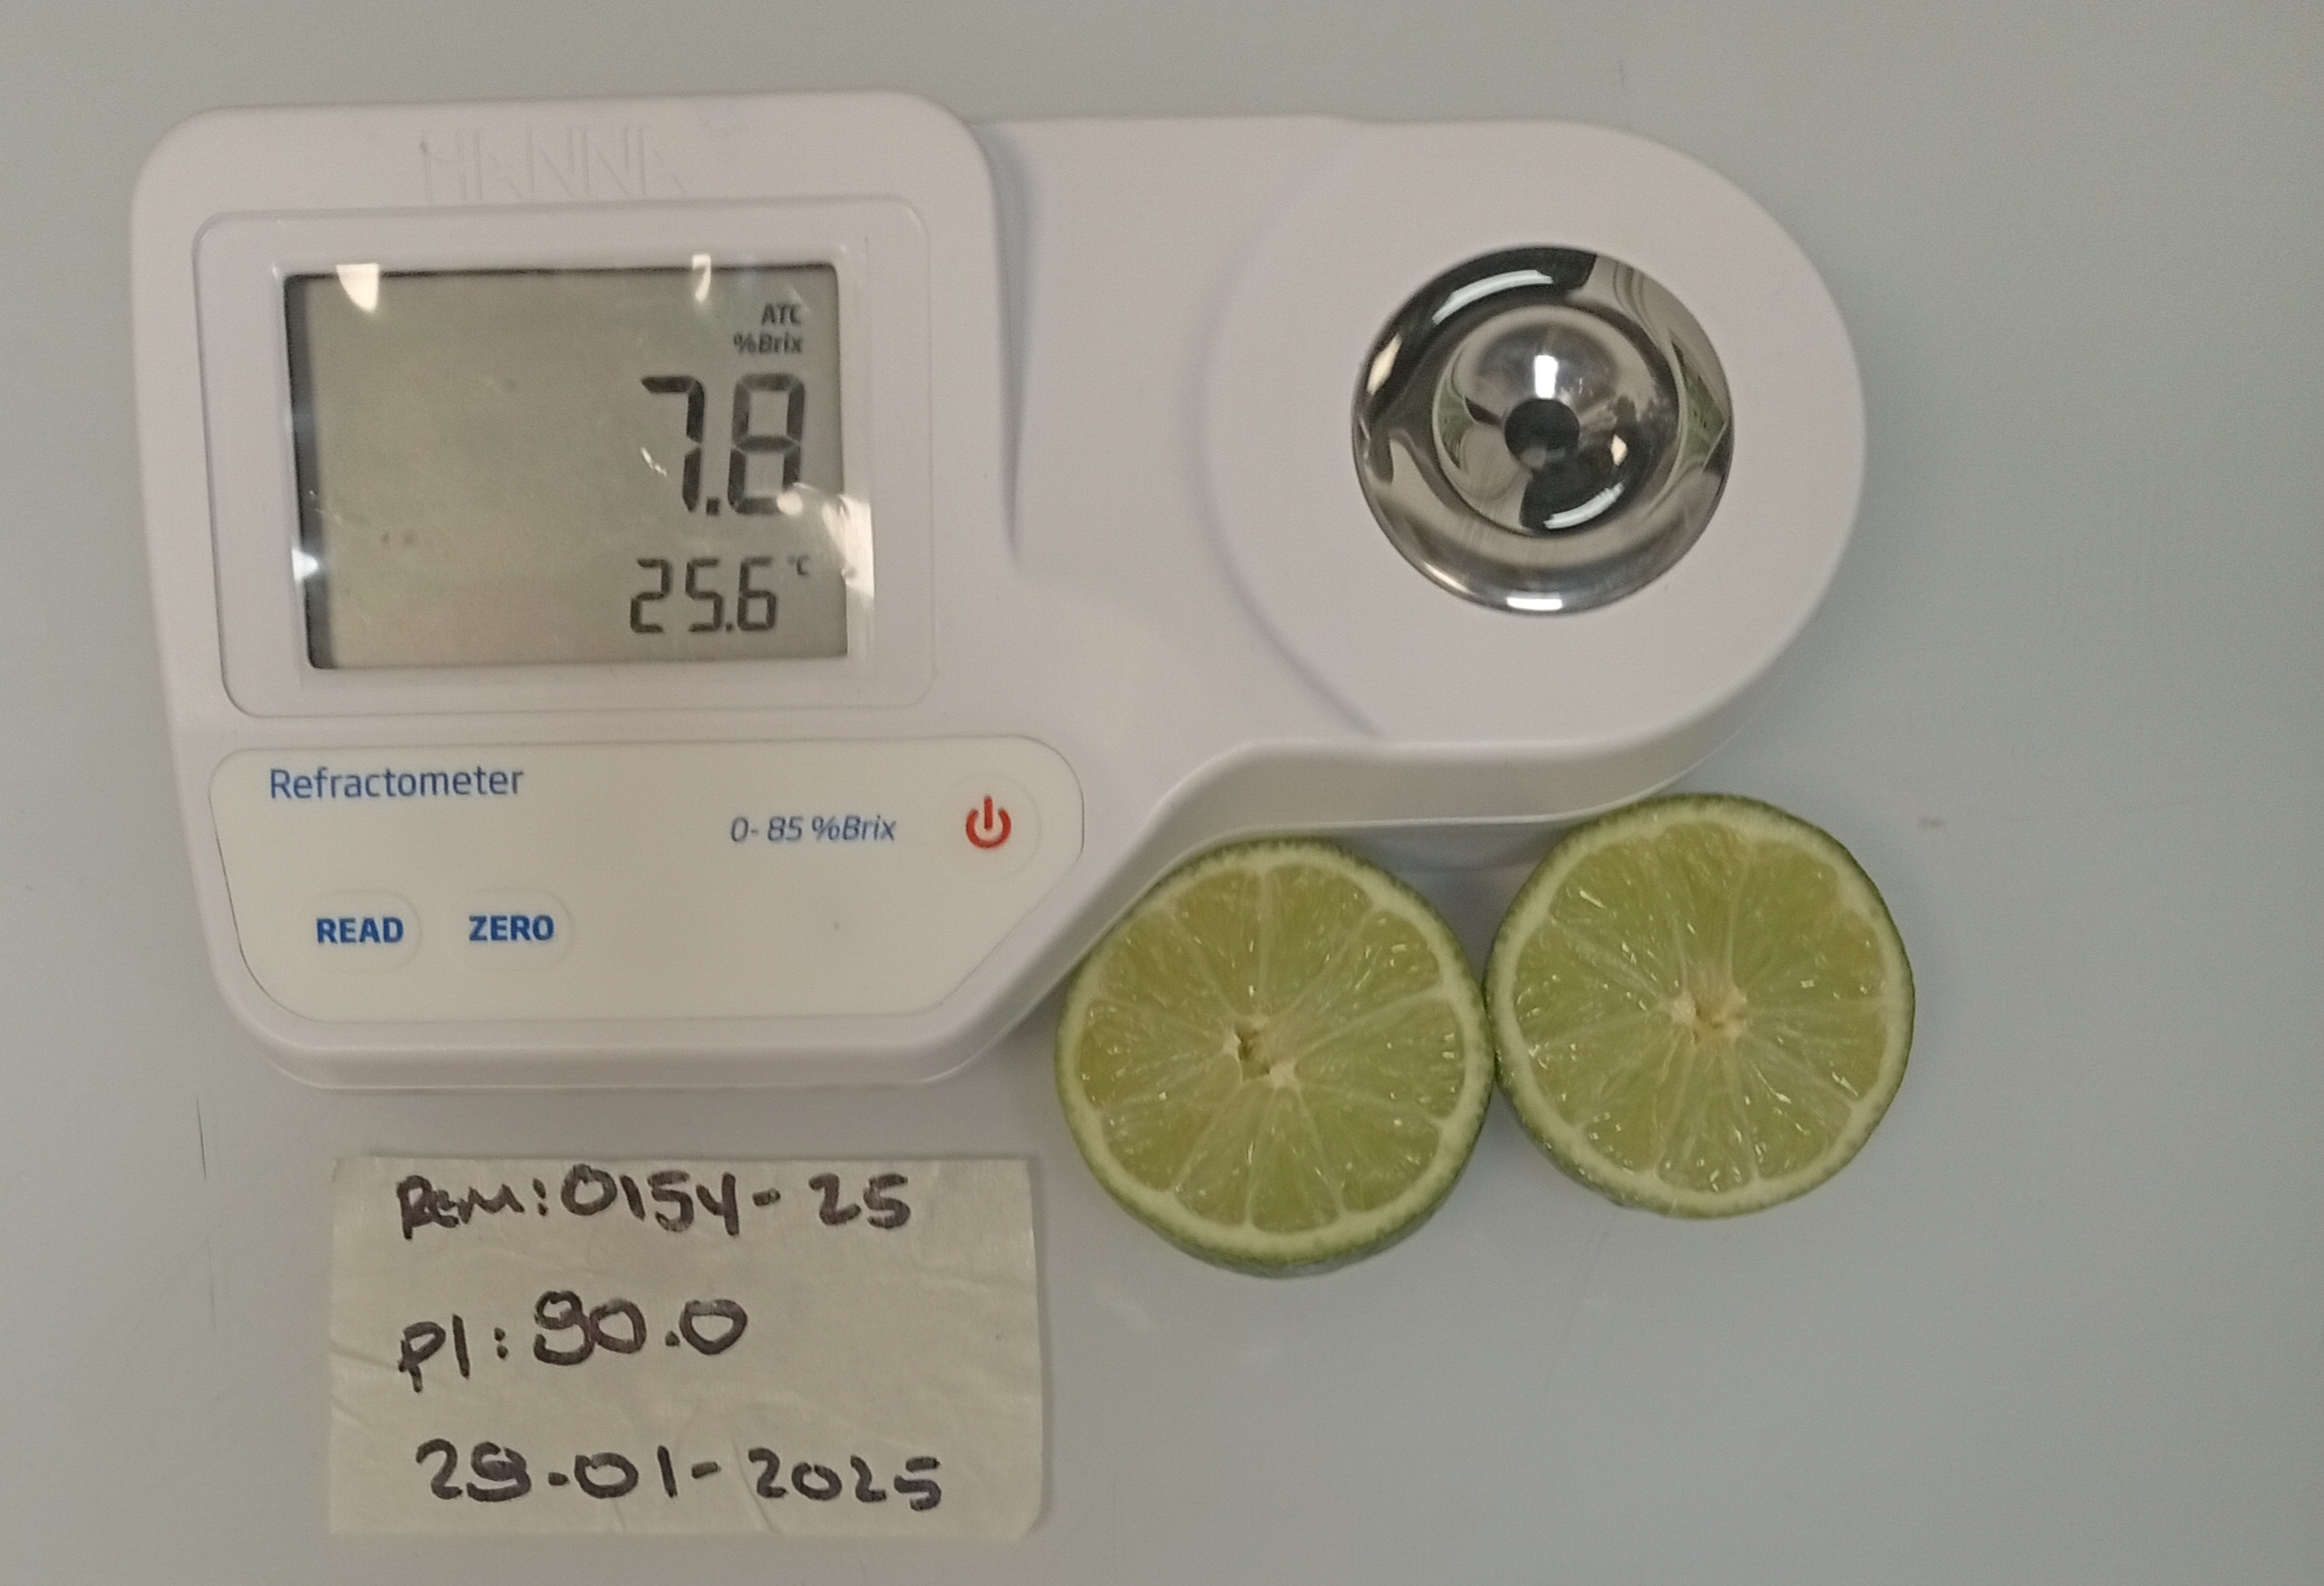 HANNA
ATC
%Brix
7.8
25.6 °C
Refractometer
0-85 %Brix
READ ZERO
Rem: 0154-25
Pl: 90.0
29-01-2025